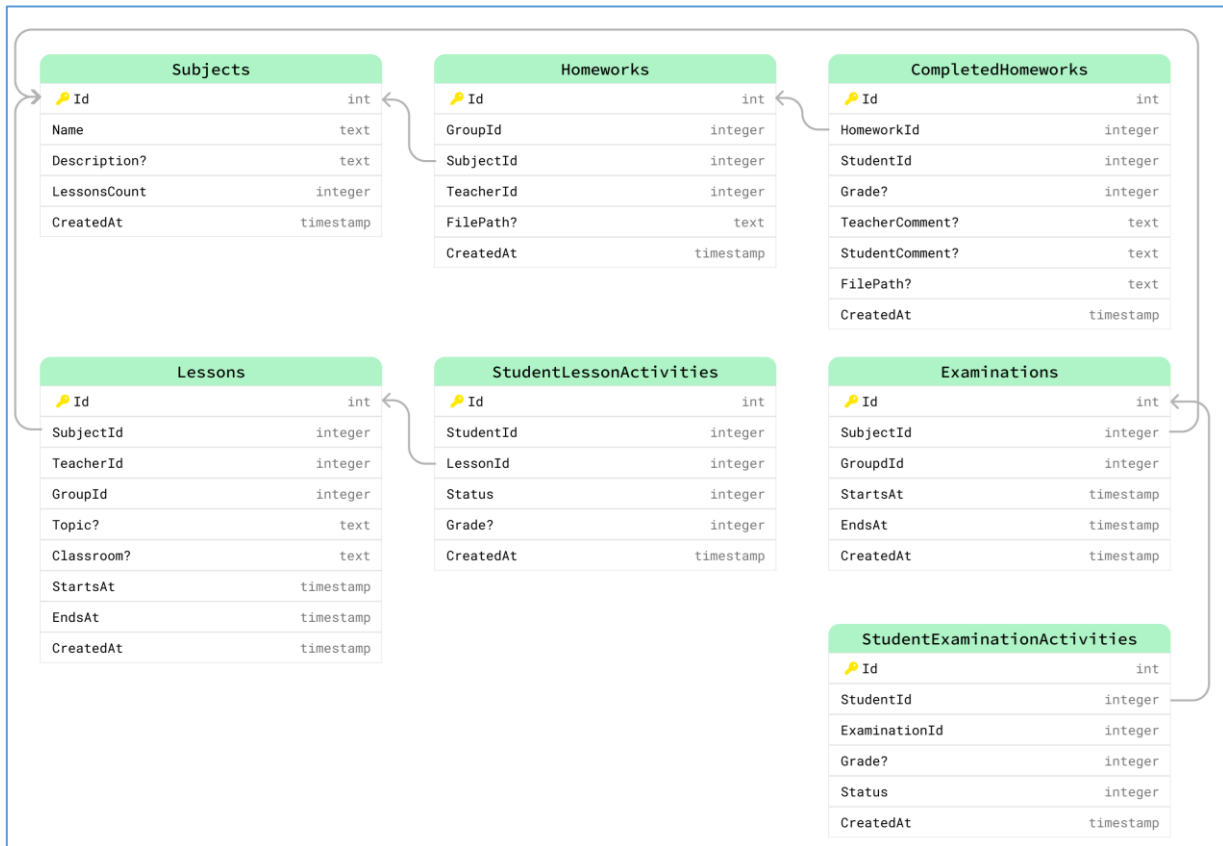 Subjects
Id int
Name text
Description? text
LessonsCount integer
CreatedAt timestamp
Homeworks
Id int
GroupId integer
SubjectId integer
TeacherId integer
FilePath? text
CreatedAt timestamp
CompletedHomeworks
Id int
HomeworkId integer
StudentId integer
Grade? integer
TeacherComment? text
StudentComment? text
FilePath? text
CreatedAt timestamp
Lessons
Id int
SubjectId integer
TeacherId integer
GroupId integer
Topic? text
Classroom? text
StartsAt timestamp
EndsAt timestamp
CreatedAt timestamp
StudentLessonActivities
Id int
StudentId integer
LessonId integer
Status integer
Grade? integer
CreatedAt timestamp
Examinations
Id int
SubjectId integer
GroupdId integer
StartsAt timestamp
EndsAt timestamp
CreatedAt timestamp
StudentExaminationActivities
Id int
StudentId integer
ExaminationId integer
Grade? integer
Status integer
CreatedAt timestamp